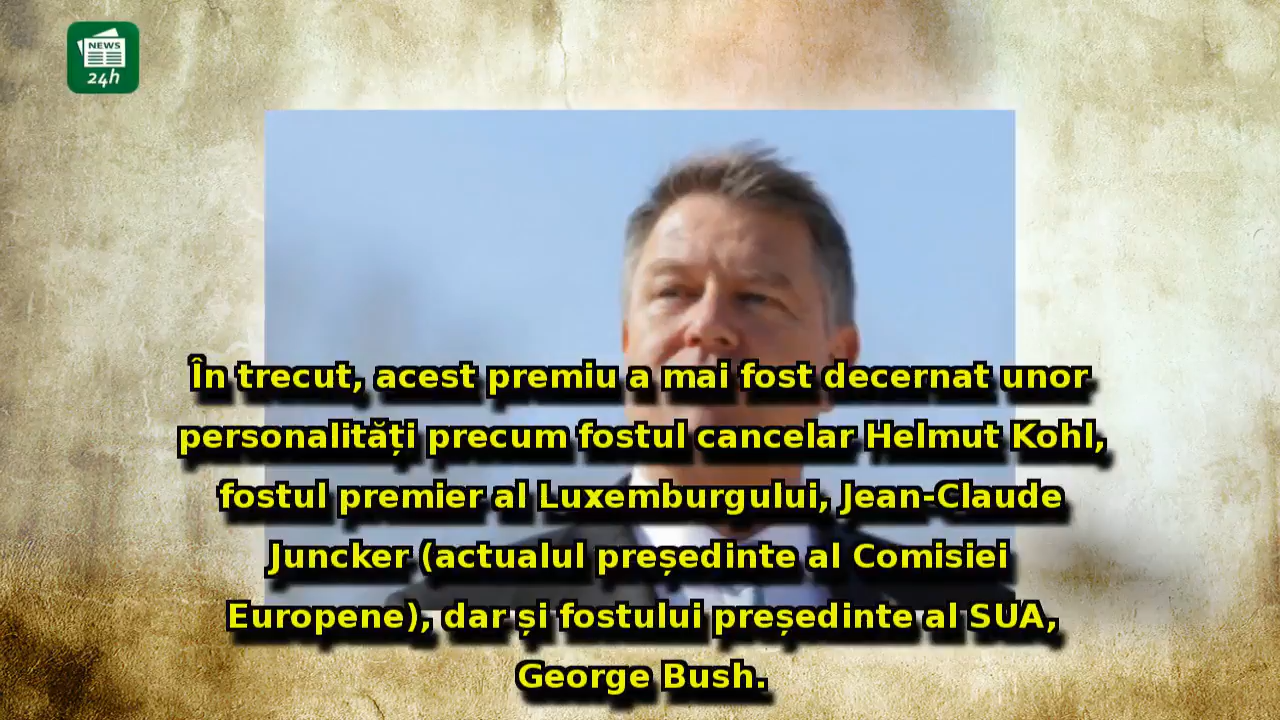 NEWS
24h
În trecut, acest premiu a mai fost decernat unor
personalități precum fostul cancelar Helmut Kohl,
fostul premier al Luxemburgului, Jean-Claude
Juncker (actualul președinte al Comisiei
Europene), dar și fostului președinte al SUA,
George Bush.